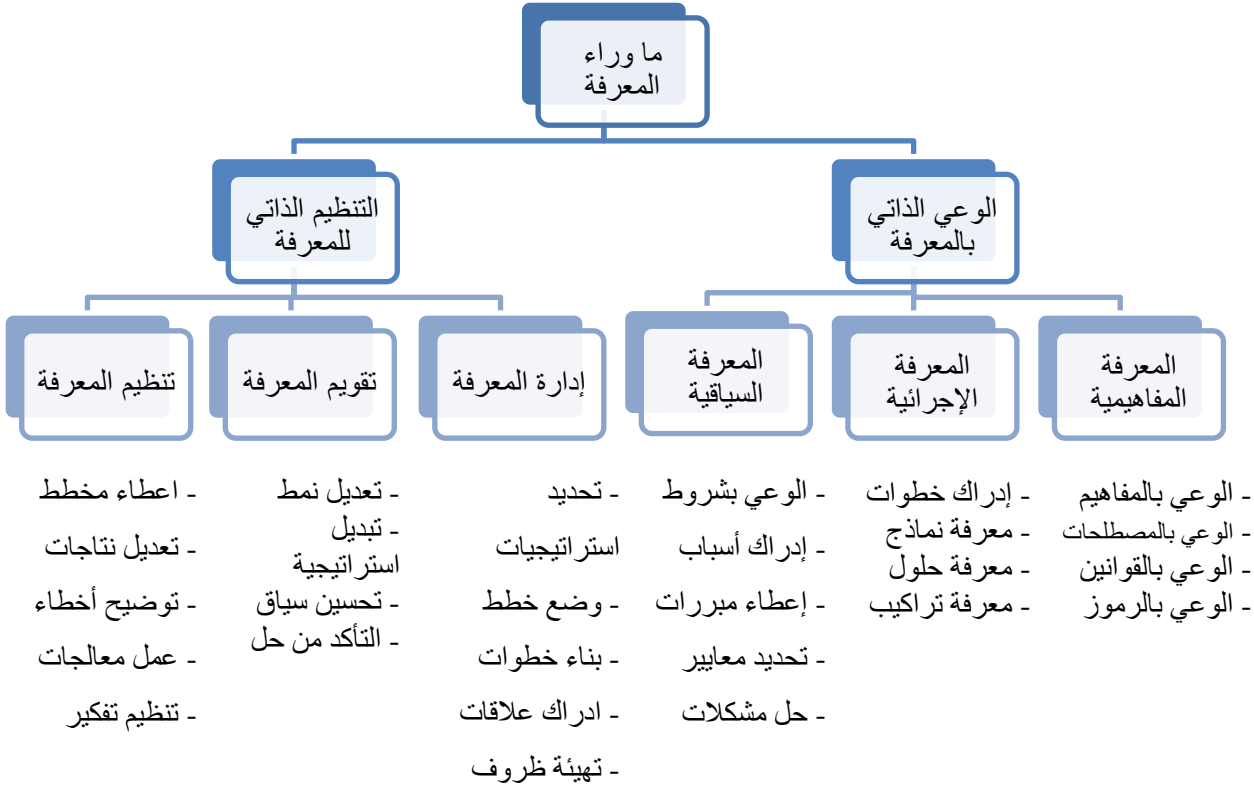 ما وراء
المعرفة
الوعي الذاتي
بالمعرفة
التنظيم الذاتي
للمعرفة
المعرفة
المفاهيمية
المعرفة
الإجرائية
المعرفة
السياقية
إدارة المعرفة
تقويم المعرفة
تنظيم المعرفة
- الوعي بالمفاهيم
- الوعي بالمصطلحات
- الوعي بالقوانين
- الوعي بالرموز
- إدراك خطوات
- معرفة نماذج
- معرفة حلول
- معرفة تراكيب
- الوعي بشروط
- إدراك أسباب
- إعطاء مبررات
- تحديد معايير
- حل مشكلات
- تحديد
استراتيجيات
- وضع خطط
- بناء خطوات
- ادراك علاقات
- تهيئة ظروف
- تعديل نمط
- تبديل
استراتيجية
- تحسين سياق
- التأكد من حل
- اعطاء مخطط
- تعديل نتاجات
- توضيح أخطاء
- عمل معالجات
- تنظيم تفكير